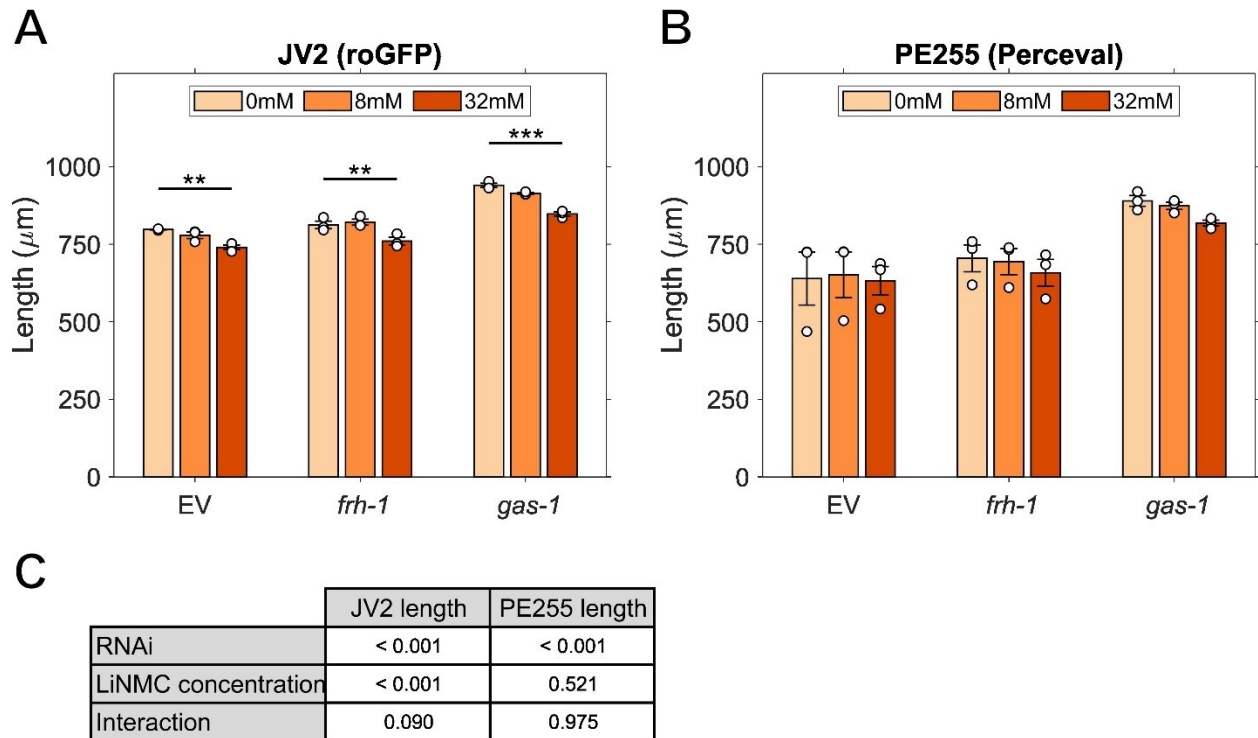 A
JV2 (roGFP)
0mM 8mM 32mM
** ** ***
Length (μm)
1000
750
500
250
0
EV frh-1 gas-1
B
PE255 (Perceval)
0mM 8mM 32mM
Length (μm)
1000
750
500
250
0
EV frh-1 gas-1
C
JV2 length PE255 length
RNAi < 0.001 < 0.001
LiNMC concentration < 0.001 0.521
Interaction 0.090 0.975